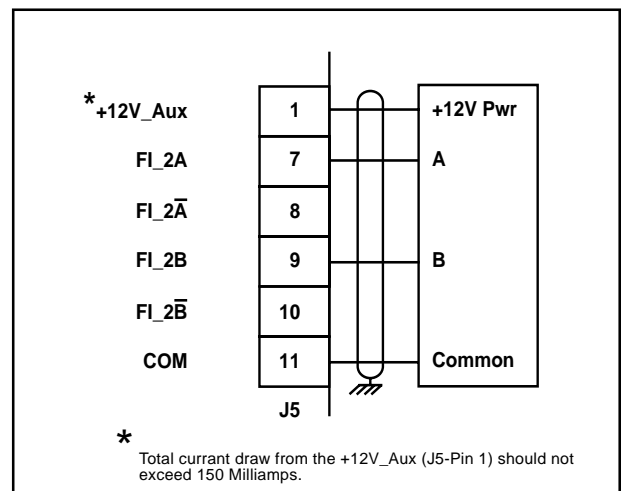 *+12V_Aux 1 +12V Pwr
FI_2A 7 A
FI_2A̅ 8
FI_2B 9 B
FI_2B̅ 10
COM 11 Common
J5
*
Total currant draw from the +12V_Aux (J5-Pin 1) should not
exceed 150 Milliamps.